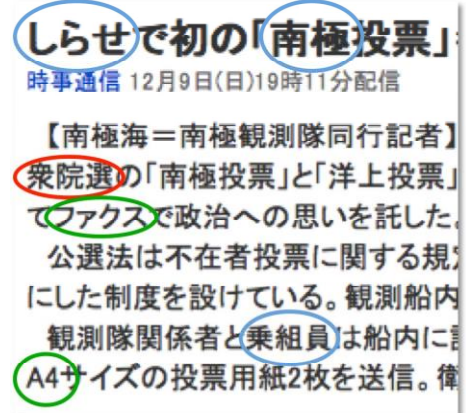 しらせで初の「南極投票」
時事通信 12月9日(日)19時11分配信
【南極海=南極観測隊同行記者】
衆院選の「南極投票」と「洋上投票」
てファクスで政治への思いを託した。
公選法は不在者投票に関する規定
にした制度を設けている。観測船内
観測隊関係者と乗組員は船内に
A4サイズの投票用紙2枚を送信。衛